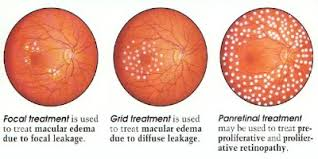 Focal treatment is used
to treat macular edema
due to focal leakage.
Grid treatment is used
to treat macular edema
due to diffuse leakage.
Panretinal treatment
may be used to treat pre-
proliferative and prolifer-
ative retinopathy.